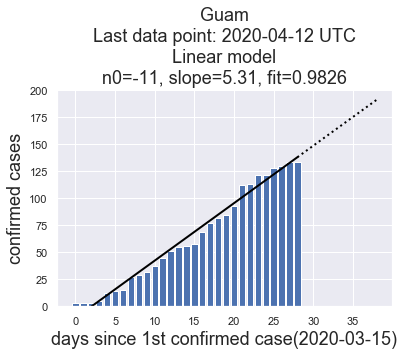 Guam
Last data point: 2020-04-12 UTC
Linear model
n0=-11, slope=5.31, fit=0.9826
200
175
150
125
100
75
50
25
0
confirmed cases
0 5 10 15 20 25 30 35
days since 1st confirmed case(2020-03-15)